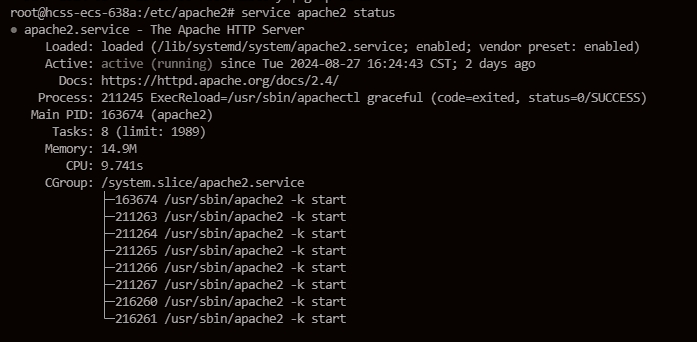 root@hcss-ecs-638a:/etc/apache2# service apache2 status
● apache2.service - The Apache HTTP Server
     Loaded: loaded (/lib/systemd/system/apache2.service; enabled; vendor preset: enabled)
     Active: active (running) since Tue 2024-08-27 16:24:43 CST; 2 days ago
       Docs: https://httpd.apache.org/docs/2.4/
    Process: 211245 ExecReload=/usr/sbin/apachectl graceful (code=exited, status=0/SUCCESS)
   Main PID: 163674 (apache2)
      Tasks: 8 (limit: 1989)
     Memory: 14.9M
        CPU: 9.741s
     CGroup: /system.slice/apache2.service
             ├─163674 /usr/sbin/apache2 -k start
             ├─211263 /usr/sbin/apache2 -k start
             ├─211264 /usr/sbin/apache2 -k start
             ├─211265 /usr/sbin/apache2 -k start
             ├─211266 /usr/sbin/apache2 -k start
             ├─211267 /usr/sbin/apache2 -k start
             ├─216260 /usr/sbin/apache2 -k start
             └─216261 /usr/sbin/apache2 -k start